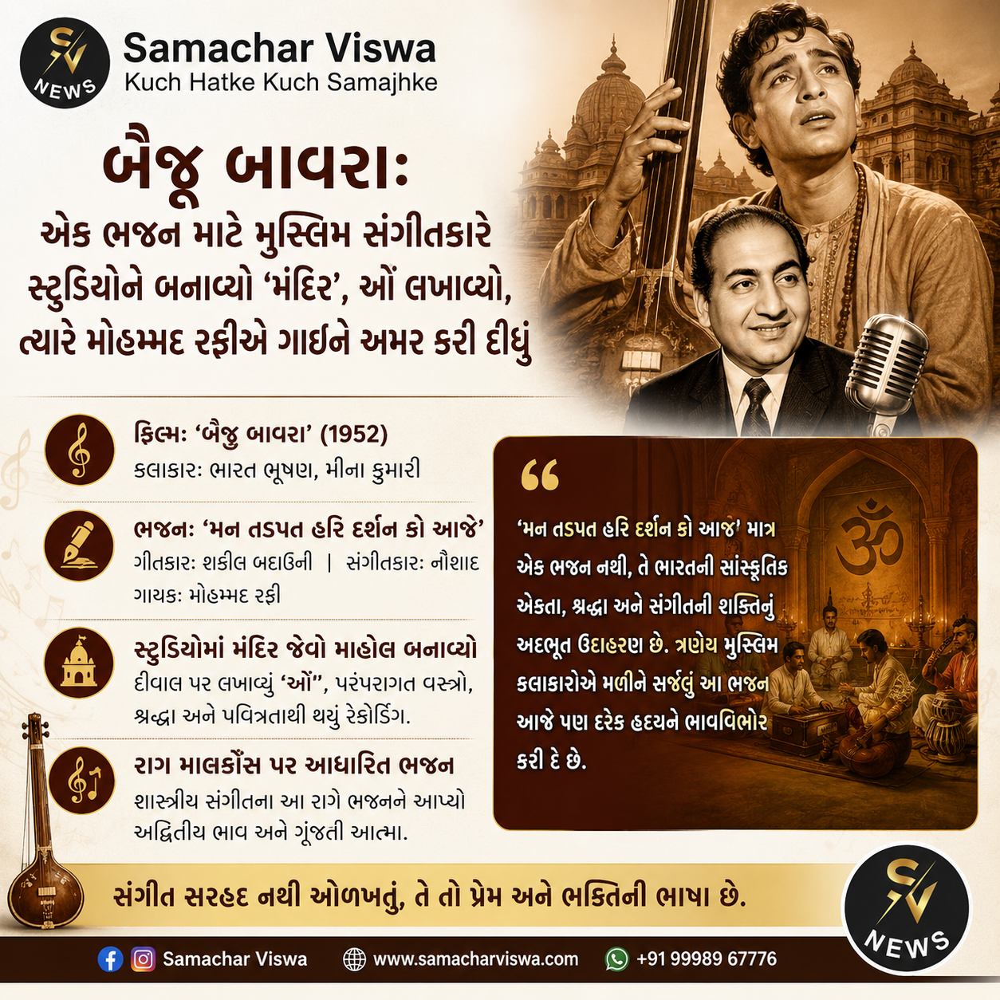 SV
NEWS
Samachar Viswa
Kuch Hatke Kuch Samajhke
બૈજૂ બાવરાઃ
એક ભજન માટે મુસ્લિમ સંગીતકારે
સ્ટુડિયોને બનાવ્યો ‘મંદિર’, ઓં લખાવ્યો,
ત્યારે મોહમ્મદ રફીએ ગાઈને અમર કરી દીધું
ફિલ્મઃ ‘બૈજુ બાવરા’ (1952)
કલાકારઃ ભારત ભૂષણ, મીના કુમારી
ભજનઃ ‘મન તડપત હરિ દર્શન કો આજે’
ગીતકારઃ શકીલ બદાઉની | સંગીતકારઃ નૌશાદ
ગાયકઃ મોહમ્મદ રફી
સ્ટુડિયોમાં મંદિર જેવો માહોલ બનાવ્યો
દીવાલ પર લખાવ્યું ‘ઓં”, પરંપરાગત વસ્ત્રો,
શ્રદ્ધા અને પવિત્રતાથી થયું રેકોર્ડિંગ.
રાગ માલકૌંસ પર આધારિત ભજન
શાસ્ત્રીય સંગીતના આ રાગે ભજનને આપ્યો
અદ્વિતીય ભાવ અને ગૂંજતી આત્મા.
“
‘મન તડપત હરિ દર્શન કો આજે’ માત્ર
એક ભજન નથી, તે ભારતની સાંસ્કૃતિક
એકતા, શ્રદ્ધા અને સંગીતની શક્તિનું
અદભૂત ઉદાહરણ છે. ત્રણેય મુસ્લિમ
કલાકારોએ મળીને સર્જેલું આ ભજન
આજે પણ દરેક હૃદયને ભાવવિભોર
કરી દે છે.
ॐ
સંગીત સરહદ નથી ઓળખતું, તે તો પ્રેમ અને ભક્તિની ભાષા છે.
SV
NEWS
Samachar Viswa
www.samacharviswa.com
+91 99989 67776